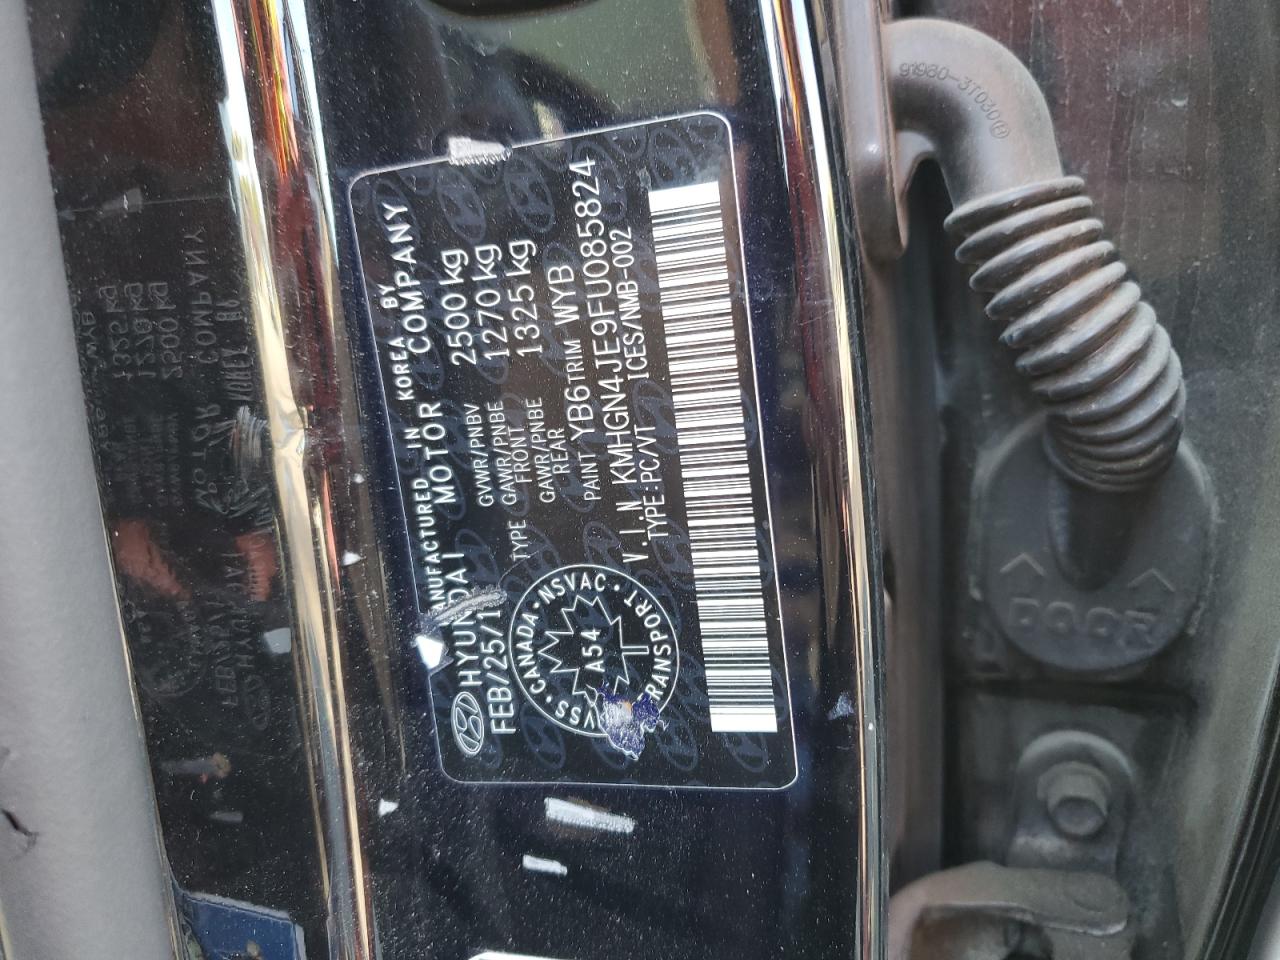 MANUFACTURED IN KOREA BY
HYUNDAI MOTOR COMPANY
FEB/25/1
GVWR/PNBV 2500 kg
TYPE GAWR/PNBE FRONT 1270 kg
GAWR/PNBE REAR 1325 kg
PAINT YB6 TRIM WYB
V.I.N KMHGN4JE9FU085824
TYPE:PC/VT ICES/NMB-002
CANADA · NSVAC ·
A54
VSS · TRANSPORT
91980-3T030
DOOR